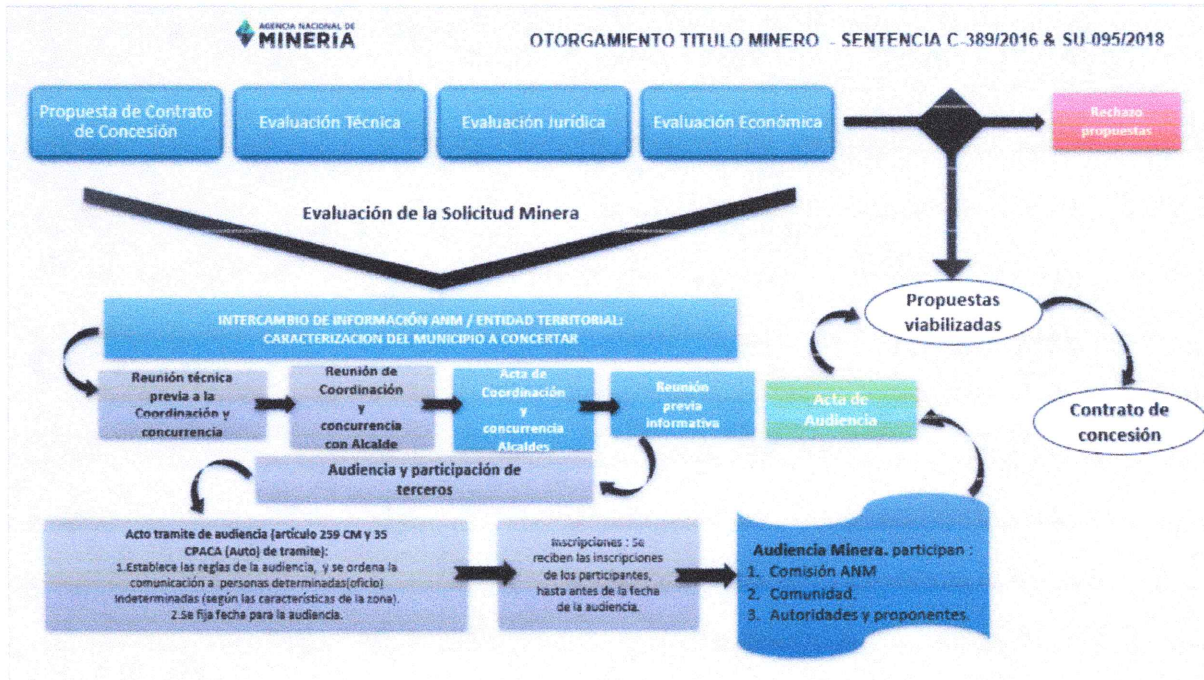 AGENCIA NACIONAL DE
MINERÍA
OTORGAMIENTO TITULO MINERO - SENTENCIA C-389/2016 & SU-095/2018
Propuesta de Contrato
de Concesión
Evaluación Técnica
Evaluación Jurídica
Evaluación Económica
Rechazo
propuestas
Evaluación de la Solicitud Minera
Propuestas
viabilizadas
INTERCAMBIO DE INFORMACIÓN ANM / ENTIDAD TERRITORIAL:
CARACTERIZACION DEL MUNICIPIO A CONCERTAR
Reunión técnica
previa a la
Coordinación y
concurrencia
Reunión de
Coordinación
y
concurrencia
con Alcalde
Acta de
Coordinación
y
concurrencia
Alcaldes
Reunión
previa
informativa
Acta de
Audiencia
Contrato de
concesión
Audiencia y participación de
terceros
Acto tramite de audiencia (artículo 259 CM y 35
CPACA (Auto) de tramite):
1.Establece las reglas de la audiencia, y se ordena la
comunicación a personas determinadas(oficio)
Indeterminadas (según las características de la zona).
2.Se fija fecha para la audiencia.
Inscripciones : Se
reciben las inscripciones
de los participantes,
hasta antes de la fecha
de la audiencia.
Audiencia Minera. participan :
1. Comisión ANM
2. Comunidad.
3. Autoridades y proponentes.